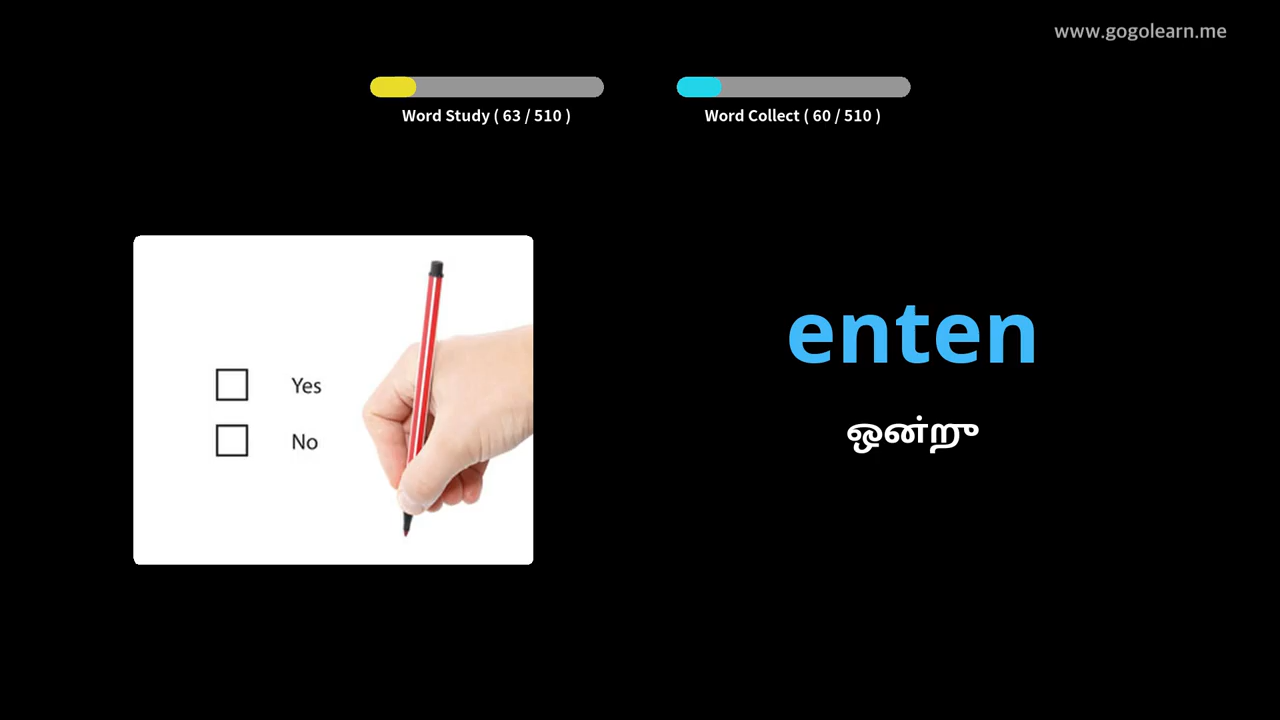 www.gogolearn.me
Word Study ( 63 / 510 )
Word Collect ( 60 / 510 )
Yes
No
enten
ஒன்று